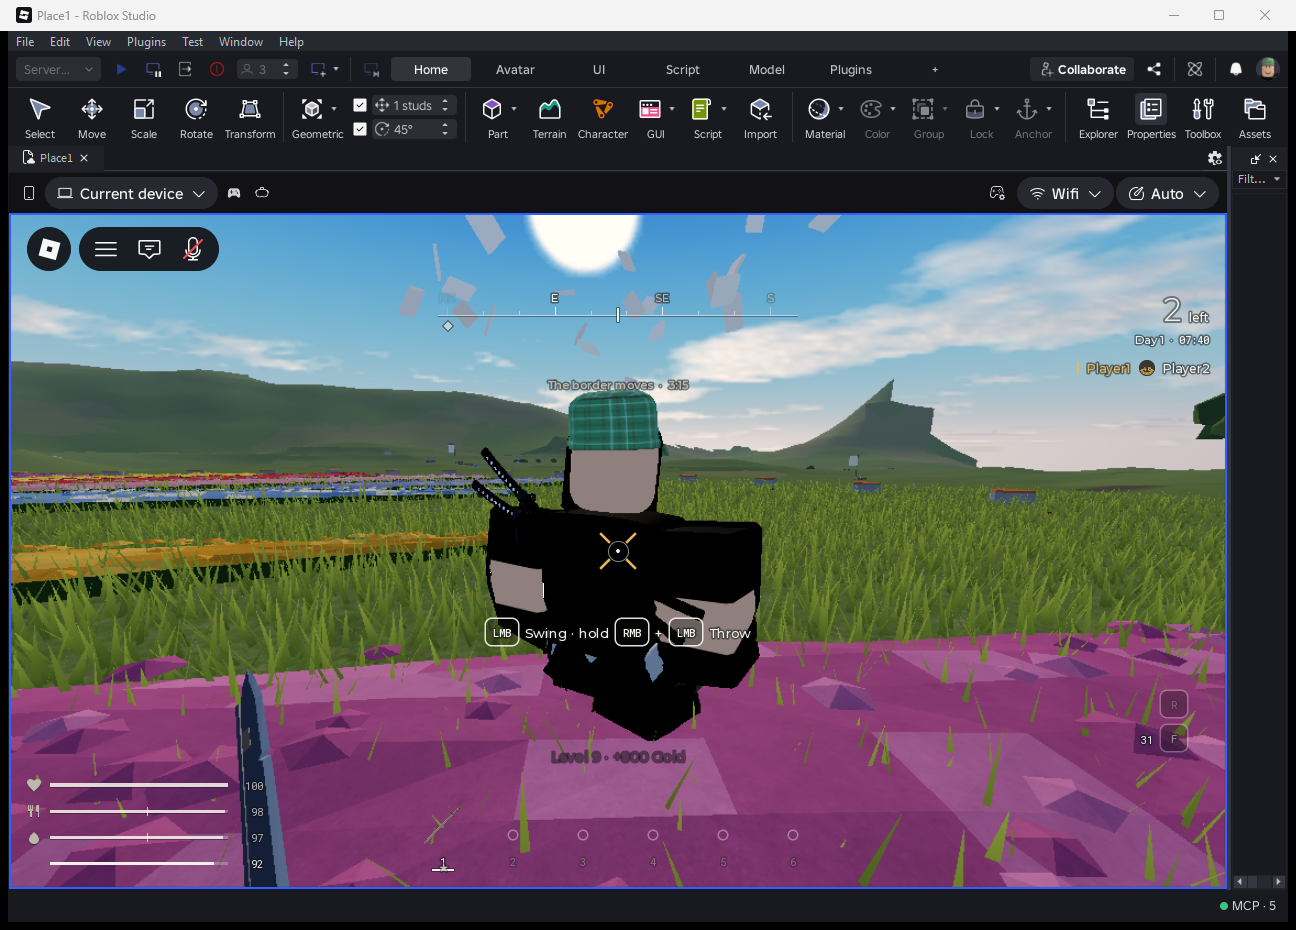 Place1 - Roblox Studio
File Edit View Plugins Test Window Help
Server... 3 Home Avatar UI Script Model Plugins + Collaborate
1 studs
45°
Select Move Scale Rotate Transform Geometric Part Terrain Character GUI Script Import Material Color Group Lock Anchor Explorer Properties Toolbox Assets
Place1
Filt...
Current device Wifi Auto
E SE S
2 left
Day1 · 07:40
Player1 Player2
The border moves · 3:15
LMB Swing · hold RMB + LMB Throw
R
31 F
Level 9 · +800 Gold
100
98
97
92
1 2 3 4 5 6
MCP · 5